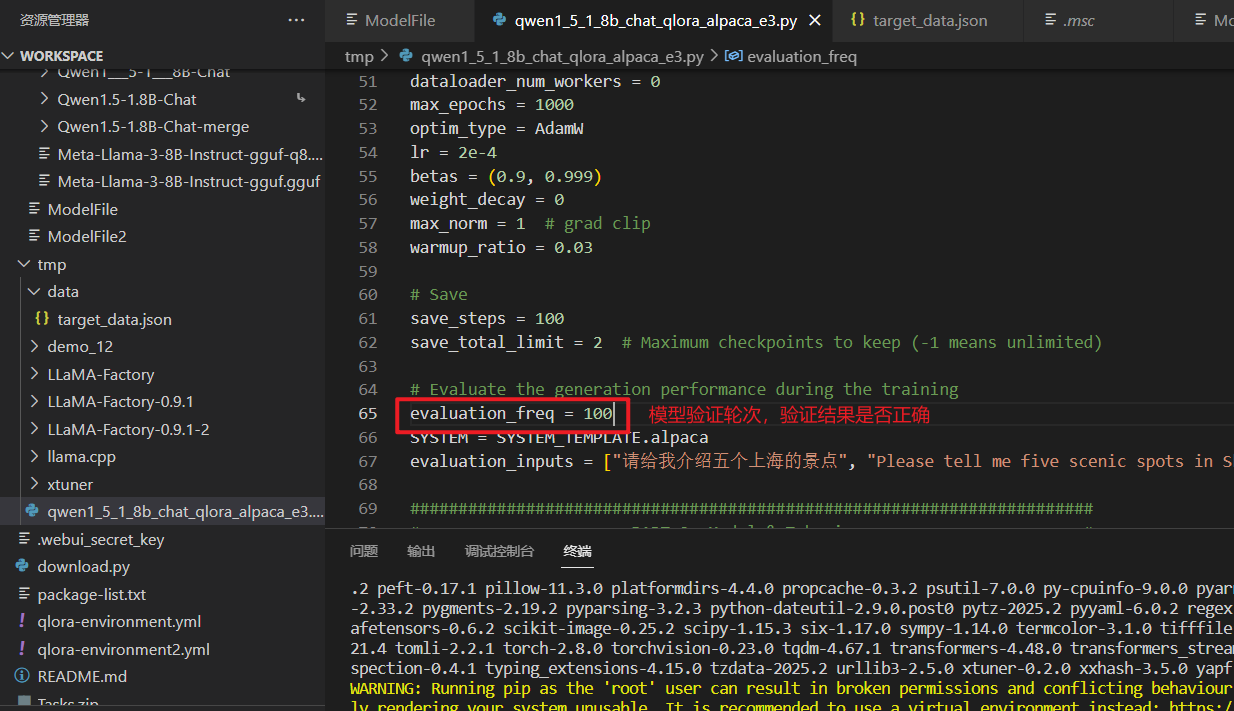 资源管理器
···
ModelFile
qwen1_5_1_8b_chat_qlora_alpaca_e3.py
target_data.json
.msc
WORKSPACE
tmp > qwen1_5_1_8b_chat_qlora_alpaca_e3.py > evaluation_freq
Qwen1___5-1___8B-Chat
Qwen1.5-1.8B-Chat
Qwen1.5-1.8B-Chat-merge
Meta-Llama-3-8B-Instruct-gguf-q8....
Meta-Llama-3-8B-Instruct-gguf.gguf
ModelFile
ModelFile2
tmp
data
target_data.json
demo_12
LLaMA-Factory
LLaMA-Factory-0.9.1
LLaMA-Factory-0.9.1-2
llama.cpp
xtuner
qwen1_5_1_8b_chat_qlora_alpaca_e3....
.webui_secret_key
download.py
package-list.txt
qlora-environment.yml
qlora-environment2.yml
README.md
Tasks.zip
51 dataloader_num_workers = 0
52 max_epochs = 1000
53 optim_type = AdamW
54 lr = 2e-4
55 betas = (0.9, 0.999)
56 weight_decay = 0
57 max_norm = 1  # grad clip
58 warmup_ratio = 0.03
59
60 # Save
61 save_steps = 100
62 save_total_limit = 2  # Maximum checkpoints to keep (-1 means unlimited)
63
64 # Evaluate the generation performance during the training
65 evaluation_freq = 100 模型验证轮次，验证结果是否正确
66 SYSTEM = SYSTEM_TEMPLATE.alpaca
67 evaluation_inputs = ["请给我介绍五个上海的景点", "Please tell me five scenic spots in
68
69 #######################################################################
问题 输出 调试控制台 终端
.2 peft-0.17.1 pillow-11.3.0 platformdirs-4.4.0 propcache-0.3.2 psutil-7.0.0 py-cpuinfo-9.0.0
-2.33.2 pygments-2.19.2 pyparsing-3.2.3 python-dateutil-2.9.0.post0 pytz-2025.2 pyyaml-6.0.2 regex
afetensors-0.6.2 scikit-image-0.25.2 scipy-1.15.3 six-1.17.0 sympy-1.14.0 termcolor-3.1.0 tifffile
21.4 tomli-2.2.1 torch-2.8.0 torchvision-0.23.0 tqdm-4.67.1 transformers-4.48.0 transformers_strea
spection-0.4.1 typing_extensions-4.15.0 tzdata-2025.2 urllib3-2.5.0 xtuner-0.2.0 xxhash-3.5.0 yapf
WARNING: Running pip as the 'root' user can result in broken permissions and conflicting behaviour
ly rendering your system unusable. It is recommended to use a virtual environment instead: https:/